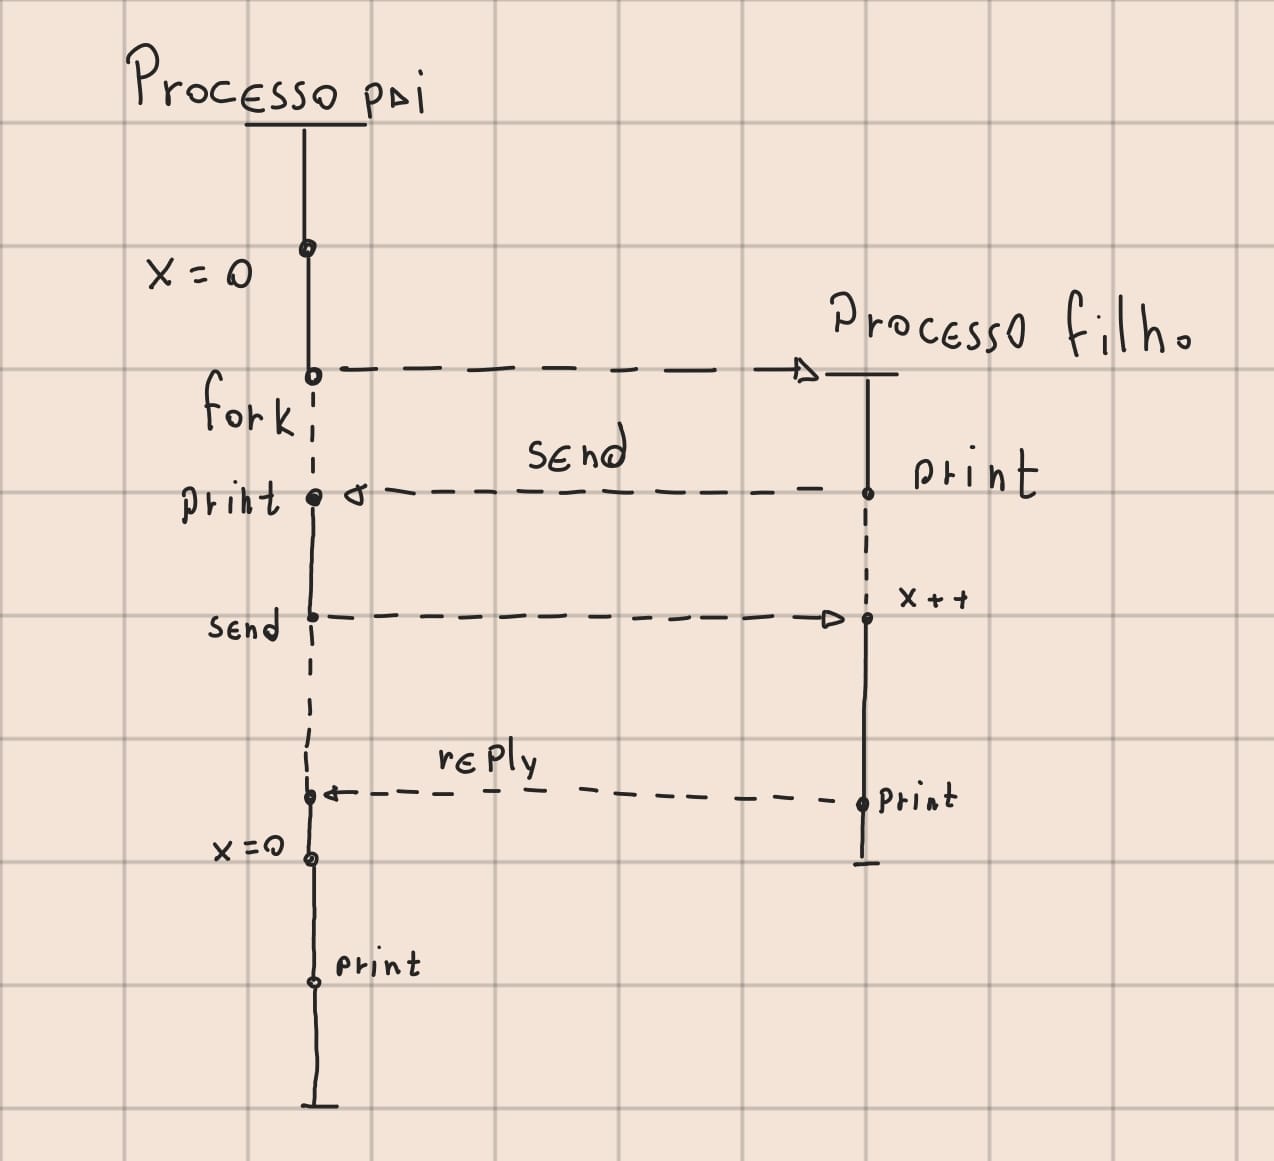 Processo pai
x = 0
Processo filho
fork
send
print
print
x++
send
reply
print
x=0
print